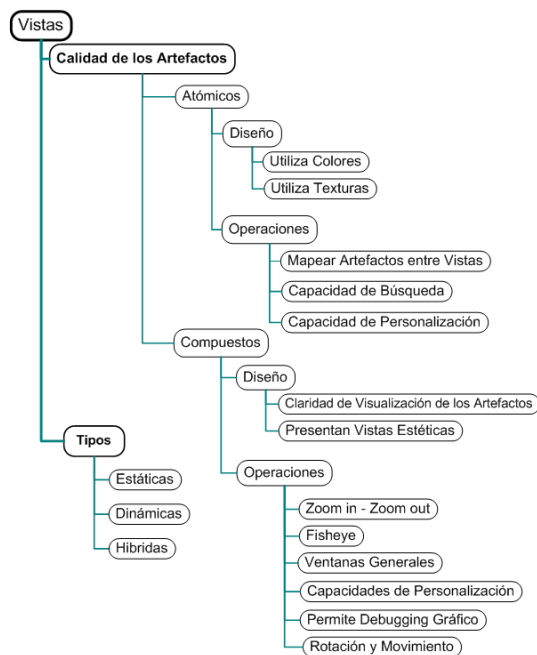 Vistas
Calidad de los Artefactos
Atómicos
Diseño
Utiliza Colores
Utiliza Texturas
Operaciones
Mapear Artefactos entre Vistas
Capacidad de Búsqueda
Capacidad de Personalización
Compuestos
Diseño
Claridad de Visualización de los Artefactos
Presentan Vistas Estéticas
Operaciones
Zoom in - Zoom out
Fisheye
Ventanas Generales
Capacidades de Personalización
Permite Debugging Gráfico
Rotación y Movimiento
Tipos
Estáticas
Dinámicas
Hibridas